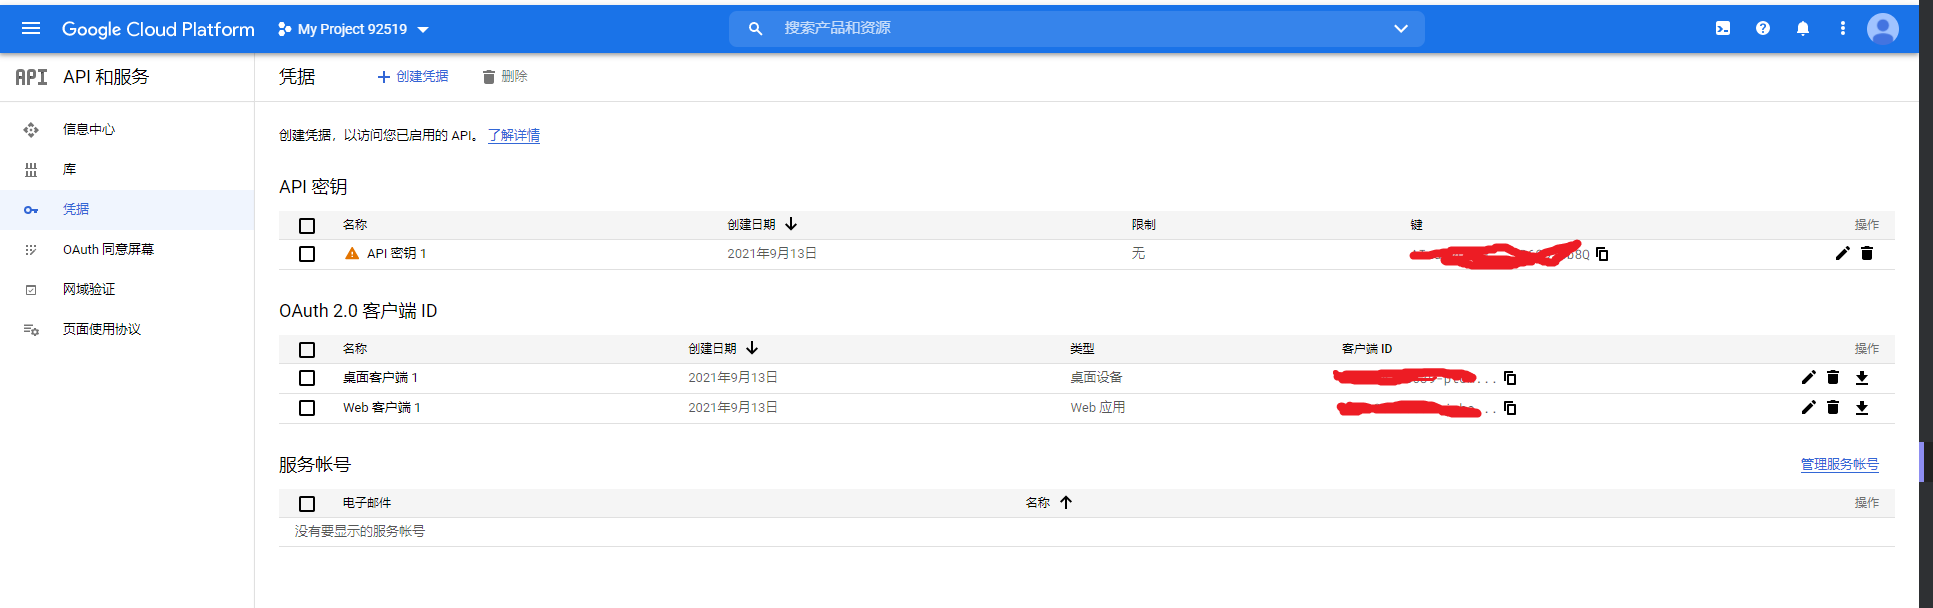 Google Cloud Platform My Project 92519 搜索产品和资源
API API 和服务 凭据 创建凭据 删除
信息中心
库
凭据
OAuth 同意屏幕
网域验证
页面使用协议
创建凭据，以访问您已启用的 API。 了解详情
API 密钥
名称 创建日期 限制 键 操作
API 密钥 1 2021年9月13日 无
OAuth 2.0 客户端 ID
名称 创建日期 类型 客户端 ID 操作
桌面客户端 1 2021年9月13日 桌面设备
Web 客户端 1 2021年9月13日 Web 应用
服务帐号 管理服务帐号
电子邮件 名称 操作
没有要显示的服务帐号